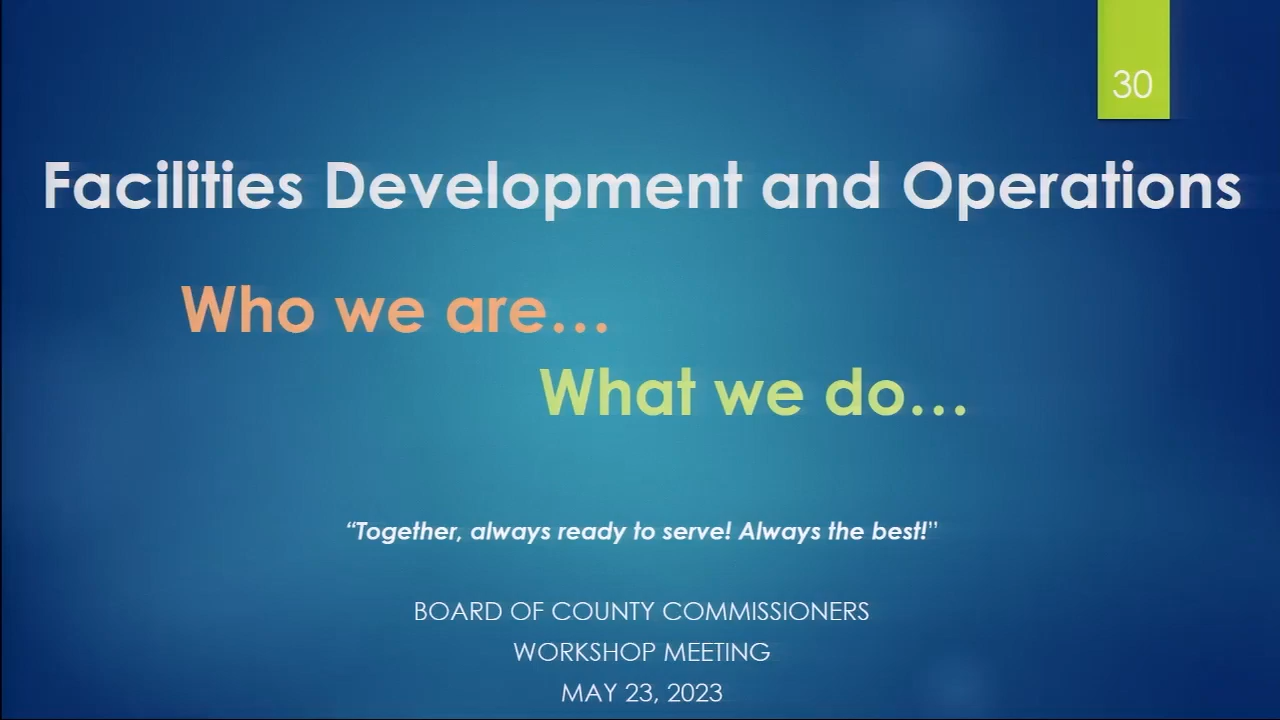 30
Facilities Development and Operations
Who we are…
What we do…
“Together, always ready to serve! Always the best!”
BOARD OF COUNTY COMMISSIONERS
WORKSHOP MEETING
MAY 23, 2023